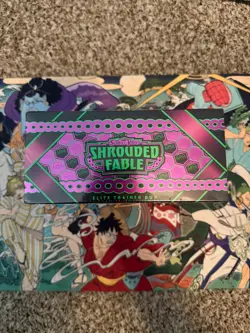 SHROUDED
FABLE
ELITE TRAINER BOX